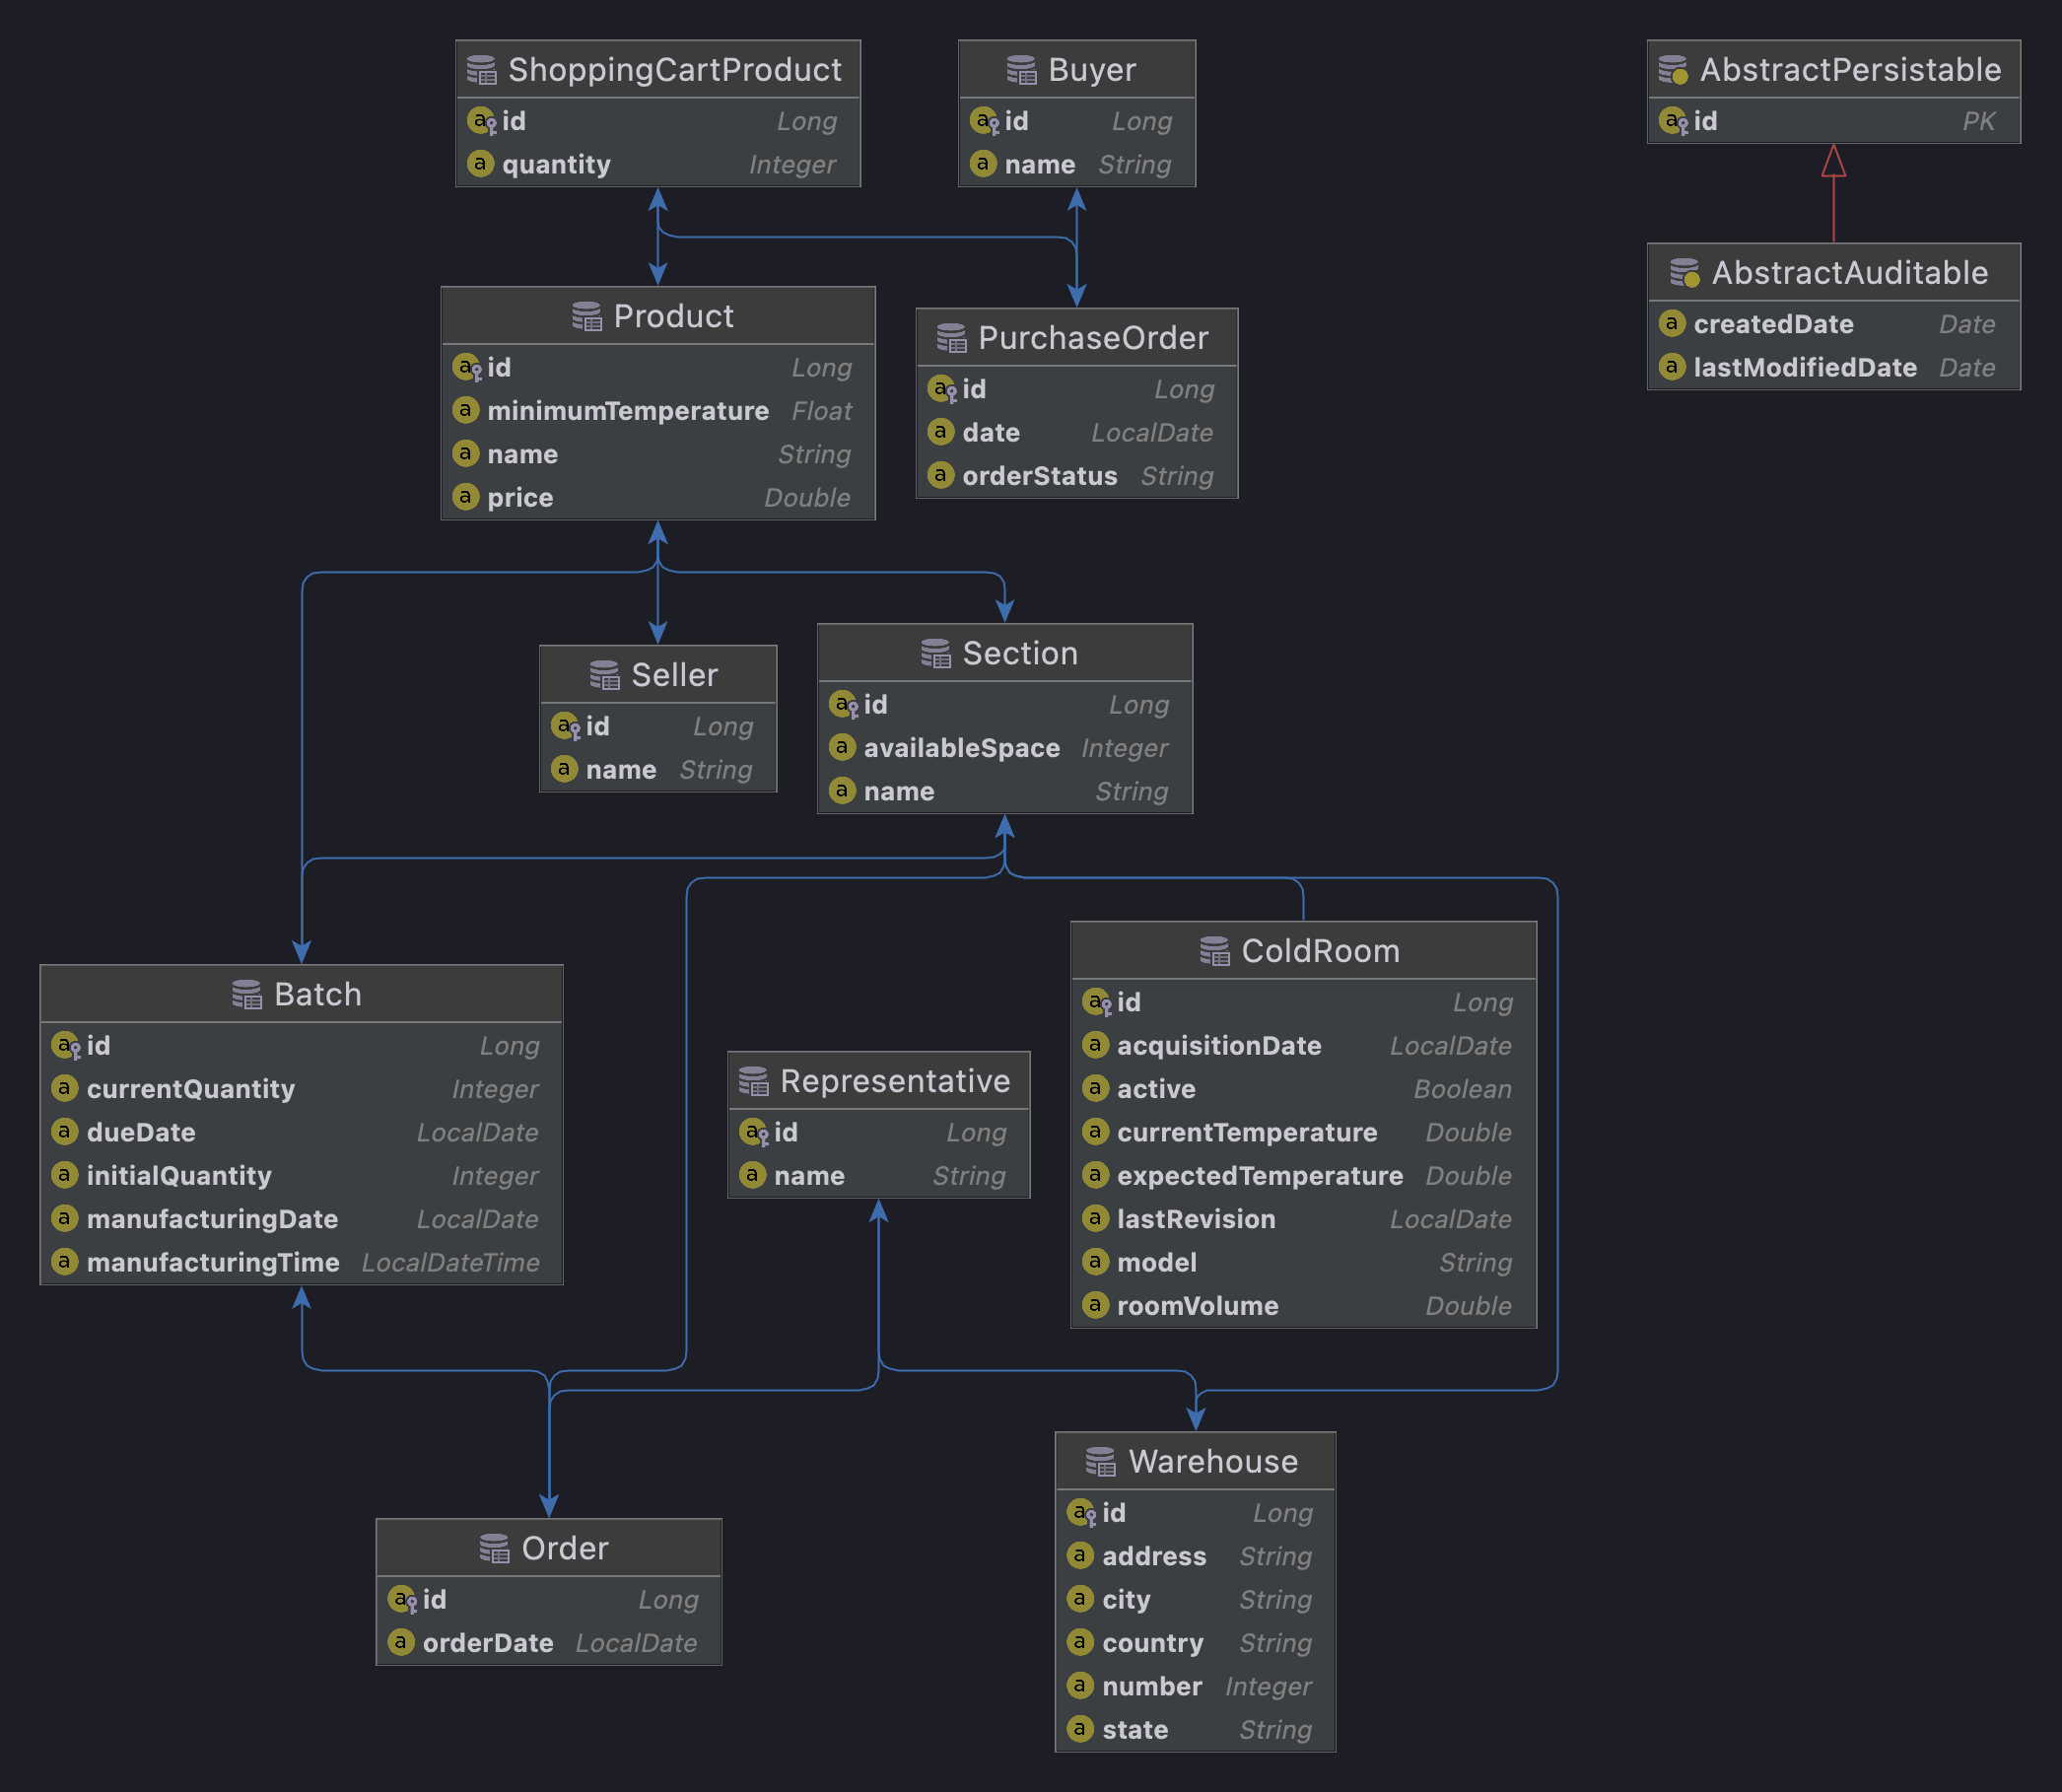 ShoppingCartProduct
id Long
quantity Integer
Buyer
id Long
name String
AbstractPersistable
id PK
AbstractAuditable
createdDate Date
lastModifiedDate Date
Product
id Long
minimumTemperature Float
name String
price Double
PurchaseOrder
id Long
date LocalDate
orderStatus String
Seller
id Long
name String
Section
id Long
availableSpace Integer
name String
Batch
id Long
currentQuantity Integer
dueDate LocalDate
initialQuantity Integer
manufacturingDate LocalDate
manufacturingTime LocalDateTime
Representative
id Long
name String
ColdRoom
id Long
acquisitionDate LocalDate
active Boolean
currentTemperature Double
expectedTemperature Double
lastRevision LocalDate
model String
roomVolume Double
Order
id Long
orderDate LocalDate
Warehouse
id Long
address String
city String
country String
number Integer
state String